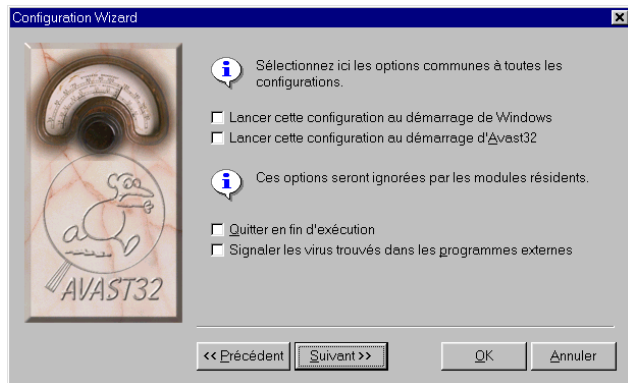 Configuration Wizard
Sélectionnez ici les options communes à toutes les
configurations.
Lancer cette configuration au démarrage de Windows
Lancer cette configuration au démarrage d'Avast32
Ces options seront ignorées par les modules résidents.
Quitter en fin d'exécution
Signaler les virus trouvés dans les programmes externes
AVAST32
<< Précédent
Suivant >>
OK
Annuler